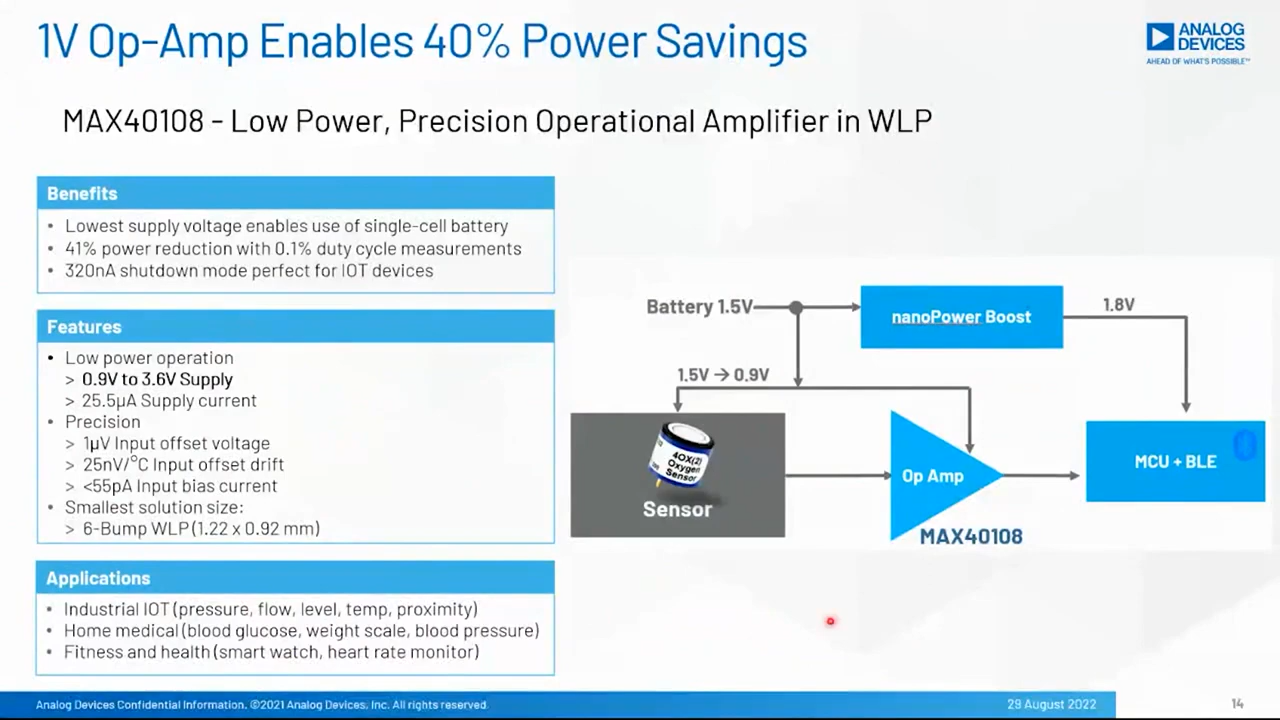 1V Op-Amp Enables 40% Power Savings
ANALOG
DEVICES
AHEAD OF WHAT'S POSSIBLE™
MAX40108 - Low Power, Precision Operational Amplifier in WLP
Benefits
• Lowest supply voltage enables use of single-cell battery
• 41% power reduction with 0.1% duty cycle measurements
• 320nA shutdown mode perfect for IOT devices
Features
• Low power operation
> 0.9V to 3.6V Supply
> 25.5µA Supply current
• Precision
> 1µV Input offset voltage
> 25nV/°C Input offset drift
> <55pA Input bias current
• Smallest solution size:
> 6-Bump WLP (1.22 x 0.92 mm)
Applications
• Industrial IOT (pressure, flow, level, temp, proximity)
• Home medical (blood glucose, weight scale, blood pressure)
• Fitness and health (smart watch, heart rate monitor)
Battery 1.5V
nanoPower Boost
1.8V
1.5V → 0.9V
4OX(2)
Oxygen
Sensor
Sensor
Op Amp
MAX40108
MCU + BLE
Analog Devices Confidential Information. ©2021 Analog Devices, Inc. All rights reserved.
29 August 2022
14